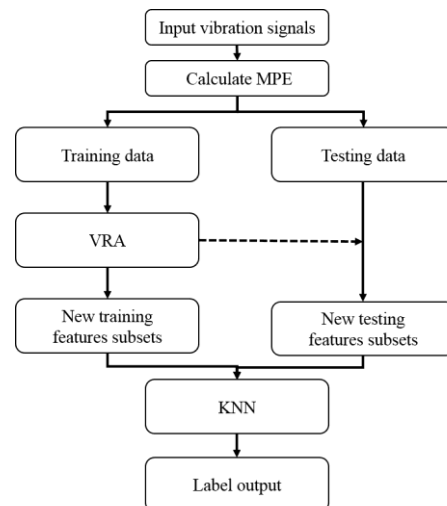 Input vibration signals
Calculate MPE
Training data
Testing data
VRA
New training
features subsets
New testing
features subsets
KNN
Label output